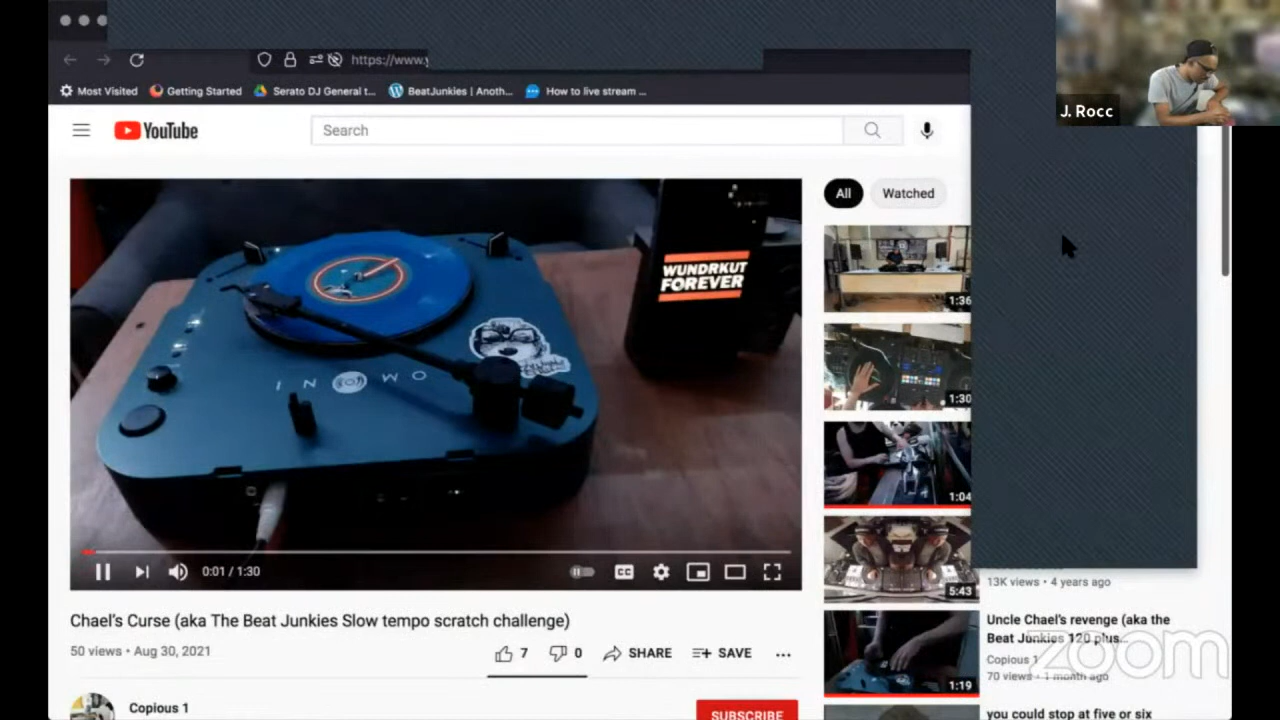 https://www.y
Most Visited
Getting Started
Serato DJ General t...
BeatJunkies | Anoth...
How to live stream ...
J. Rocc
YouTube
Search
All
Watched
WUNDRKUT
FOREVER
INNO
1:36
1:30
1:04
5:43
1:19
0:01 / 1:30
CC
Chael's Curse (aka The Beat Junkies Slow tempo scratch challenge)
50 views • Aug 30, 2021
7
0
SHARE
SAVE
Copious 1
SUBSCRIBE
13K views • 4 years ago
Uncle Chael's revenge (aka the
Beat Junkies 120 plus...
Copious 1
70 views • 1 month ago
you could stop at five or six
zoom